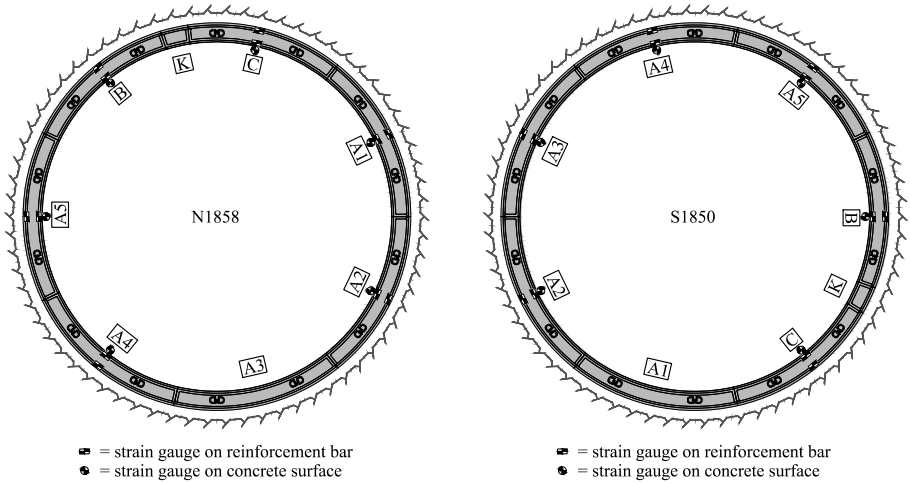 K
C
B
A1
A5
N1858
A2
A4
A3
= strain gauge on reinforcement bar
= strain gauge on concrete surface
A4
A5
A3
S1850
B
A2
K
C
A1
= strain gauge on reinforcement bar
= strain gauge on concrete surface